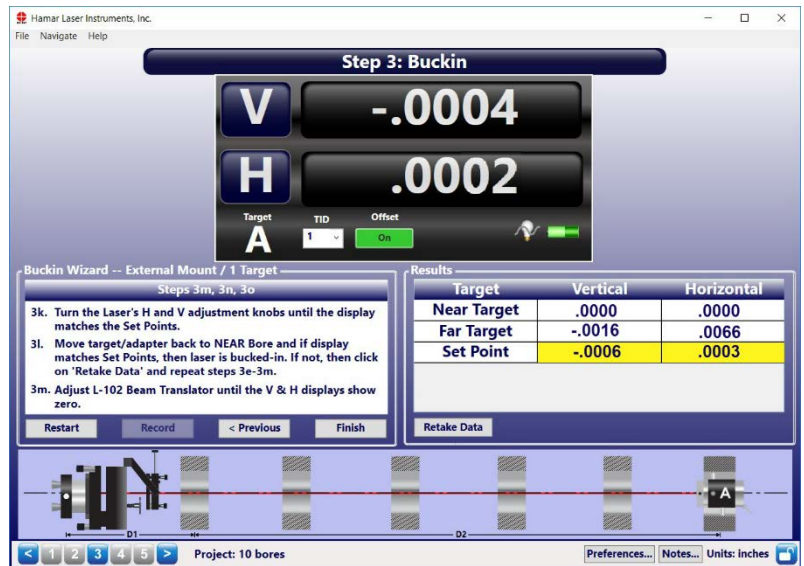 Hamar Laser Instruments, Inc.
File Navigate Help
Step 3: Buckin
V -.0004
H .0002
Target TID Offset
A 1 On
Buckin Wizard -- External Mount / 1 Target
Steps 3m, 3n, 3o
3k. Turn the Laser's H and V adjustment knobs until the display
matches the Set Points.
3l. Move target/adapter back to NEAR Bore and if display
matches Set Points, then laser is bucked-in. If not, then click
on 'Retake Data' and repeat steps 3e-3m.
3m. Adjust L-102 Beam Translator until the V & H displays show
zero.
Restart Record < Previous Finish
Results
Target Vertical Horizontal
Near Target .0000 .0000
Far Target -.0016 .0066
Set Point -.0006 .0003
Retake Data
A
D1 D2
< 1 2 3 4 5 > Project: 10 bores Preferences... Notes... Units: inches